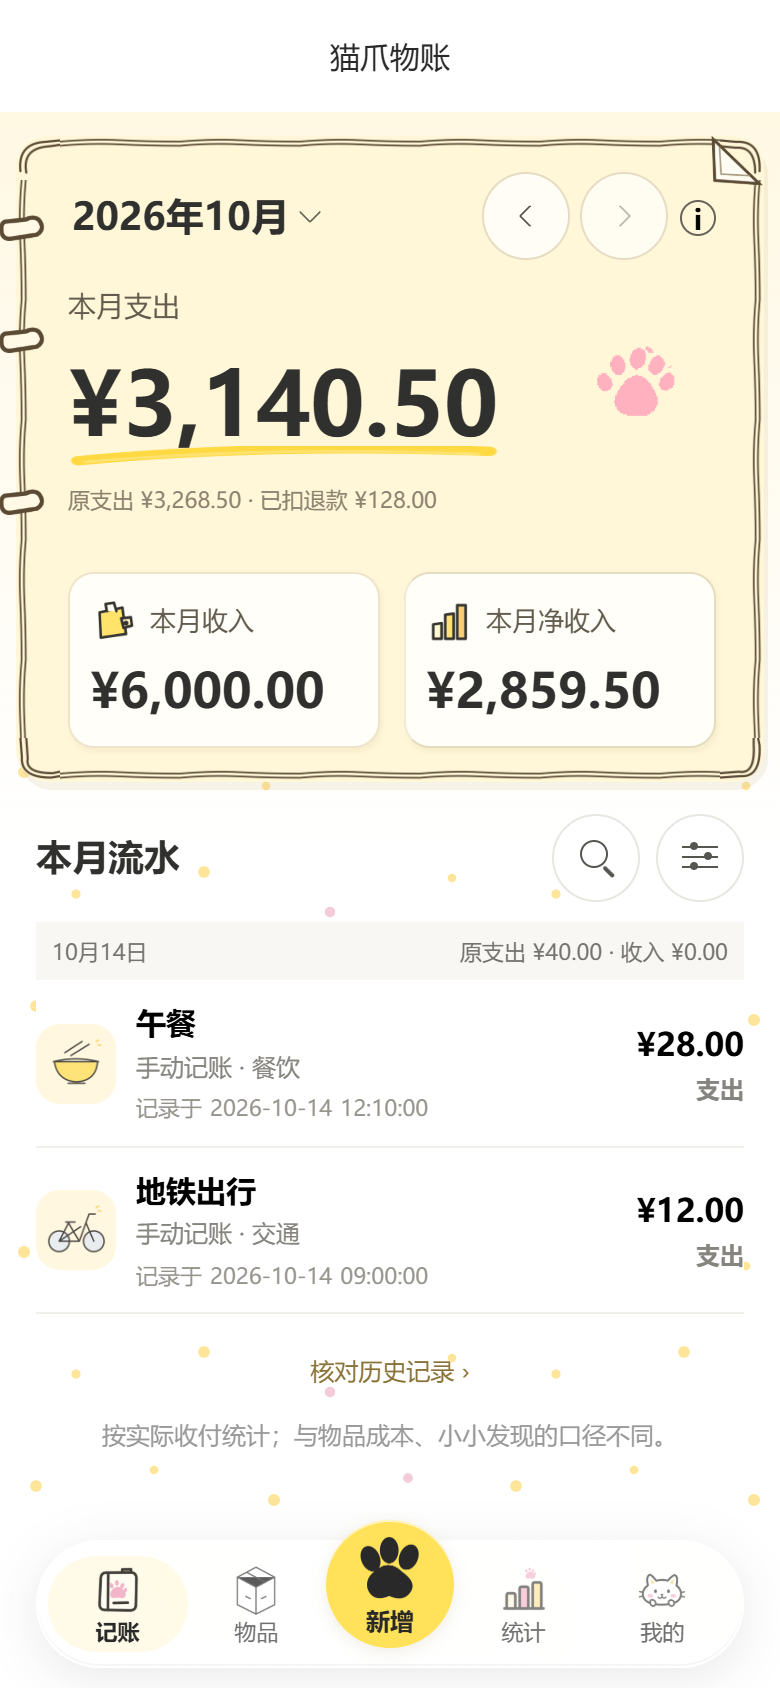 猫爪物账
2026年10月
本月支出
¥3,140.50
原支出 ¥3,268.50 · 已扣退款 ¥128.00
本月收入
¥6,000.00
本月净收入
¥2,859.50
本月流水
10月14日
原支出 ¥40.00 · 收入 ¥0.00
午餐
手动记账 · 餐饮
记录于 2026-10-14 12:10:00
¥28.00
支出
地铁出行
手动记账 · 交通
记录于 2026-10-14 09:00:00
¥12.00
支出
核对历史记录 ›
按实际收付统计；与物品成本、小小发现的口径不同。
记账
物品
新增
统计
我的